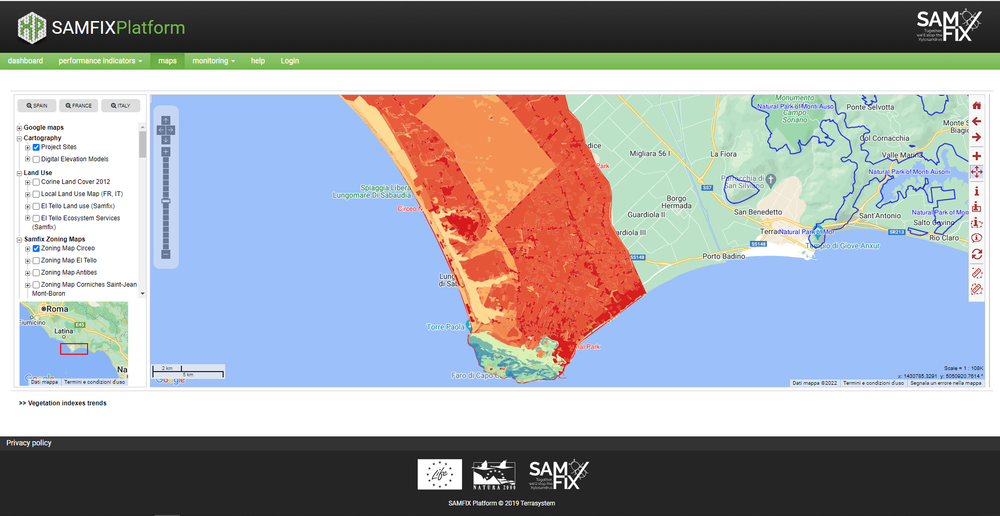 SAMFIXPlatform
SAM
FIX
Together,
we'll stop the
Xylosandrus
dashboard
performance indicators
maps
monitoring
help
Login
SPAIN
FRANCE
ITALY
Google maps
Cartography
Project Sites
Digital Elevation Models
Land Use
Corine Land Cover 2012
Local Land Use Map (FR, IT)
El Tello Land use (Samfix)
El Tello Ecosystem Services
(Samfix)
Samfix Zoning Maps
Zoning Map Circeo
Zoning Map El Tello
Zoning Map Antibes
Zoning Map Corniches Saint-Jean
Mont-Boron
Roma
Fiumicino
E45
Latina
Na
Google
Dati mappa
Termini e condizioni d'uso
Monumento
Natural Park of Monti Auso
Campo
Soriano
Ponte Selvotta
Monte S
Biagi
Col Cornacchia
dice
Migliara 56 I
La Fiora
Valle Marina
Park
Natural Park of Monti Ausoni
SS7
Parrocchia di
San Silviano
Spiaggia Libera
Lungomare Di Sabaudia
Borgo
Hermada
Circeo N
Guardiola II
San Benedetto
Sant'Antonio
Natural Park of Mon
Salto Covino
ardiola III
Terrac
Natural Park of Mor
SR213
Rio Claro
SS148
Tempio di Giove Anxur
SS148
Porto Badino
Lung
di Sab
Torre Paola
nal Park
Faro di Capo C
2 km
5 km
Google
Scale = 1 : 108K
x: 1430785.3291 y: 5050920.7614 °
Dati mappa ©2022
Termini e condizioni d'uso
Segnala un errore nella mappa
>> Vegetation indexes trends
Privacy policy
Life
NATURA 2000
SAM
FIX
Together,
we'll stop the
Xylosandrus
SAMFIX Platform © 2019 Terrasystem